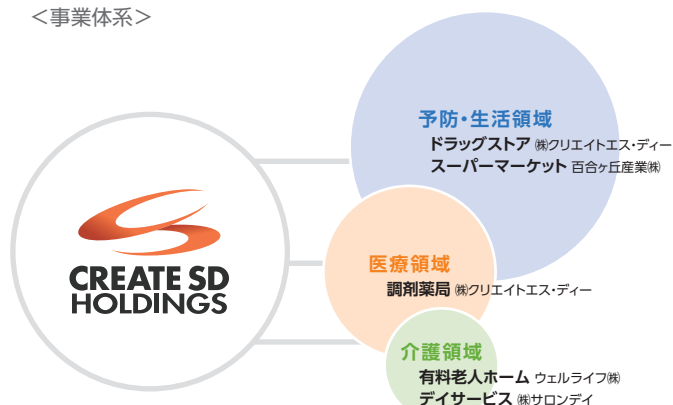 <事業体系>
予防・生活領域
ドラッグストア ㈱クリエイトエス・ディー
スーパーマーケット 百合ヶ丘産業㈱
CREATE SD
HOLDINGS
医療領域
調剤薬局 ㈱クリエイトエス・ディー
介護領域
有料老人ホーム ウェルライフ㈱
デイサービス ㈱サロンデイ